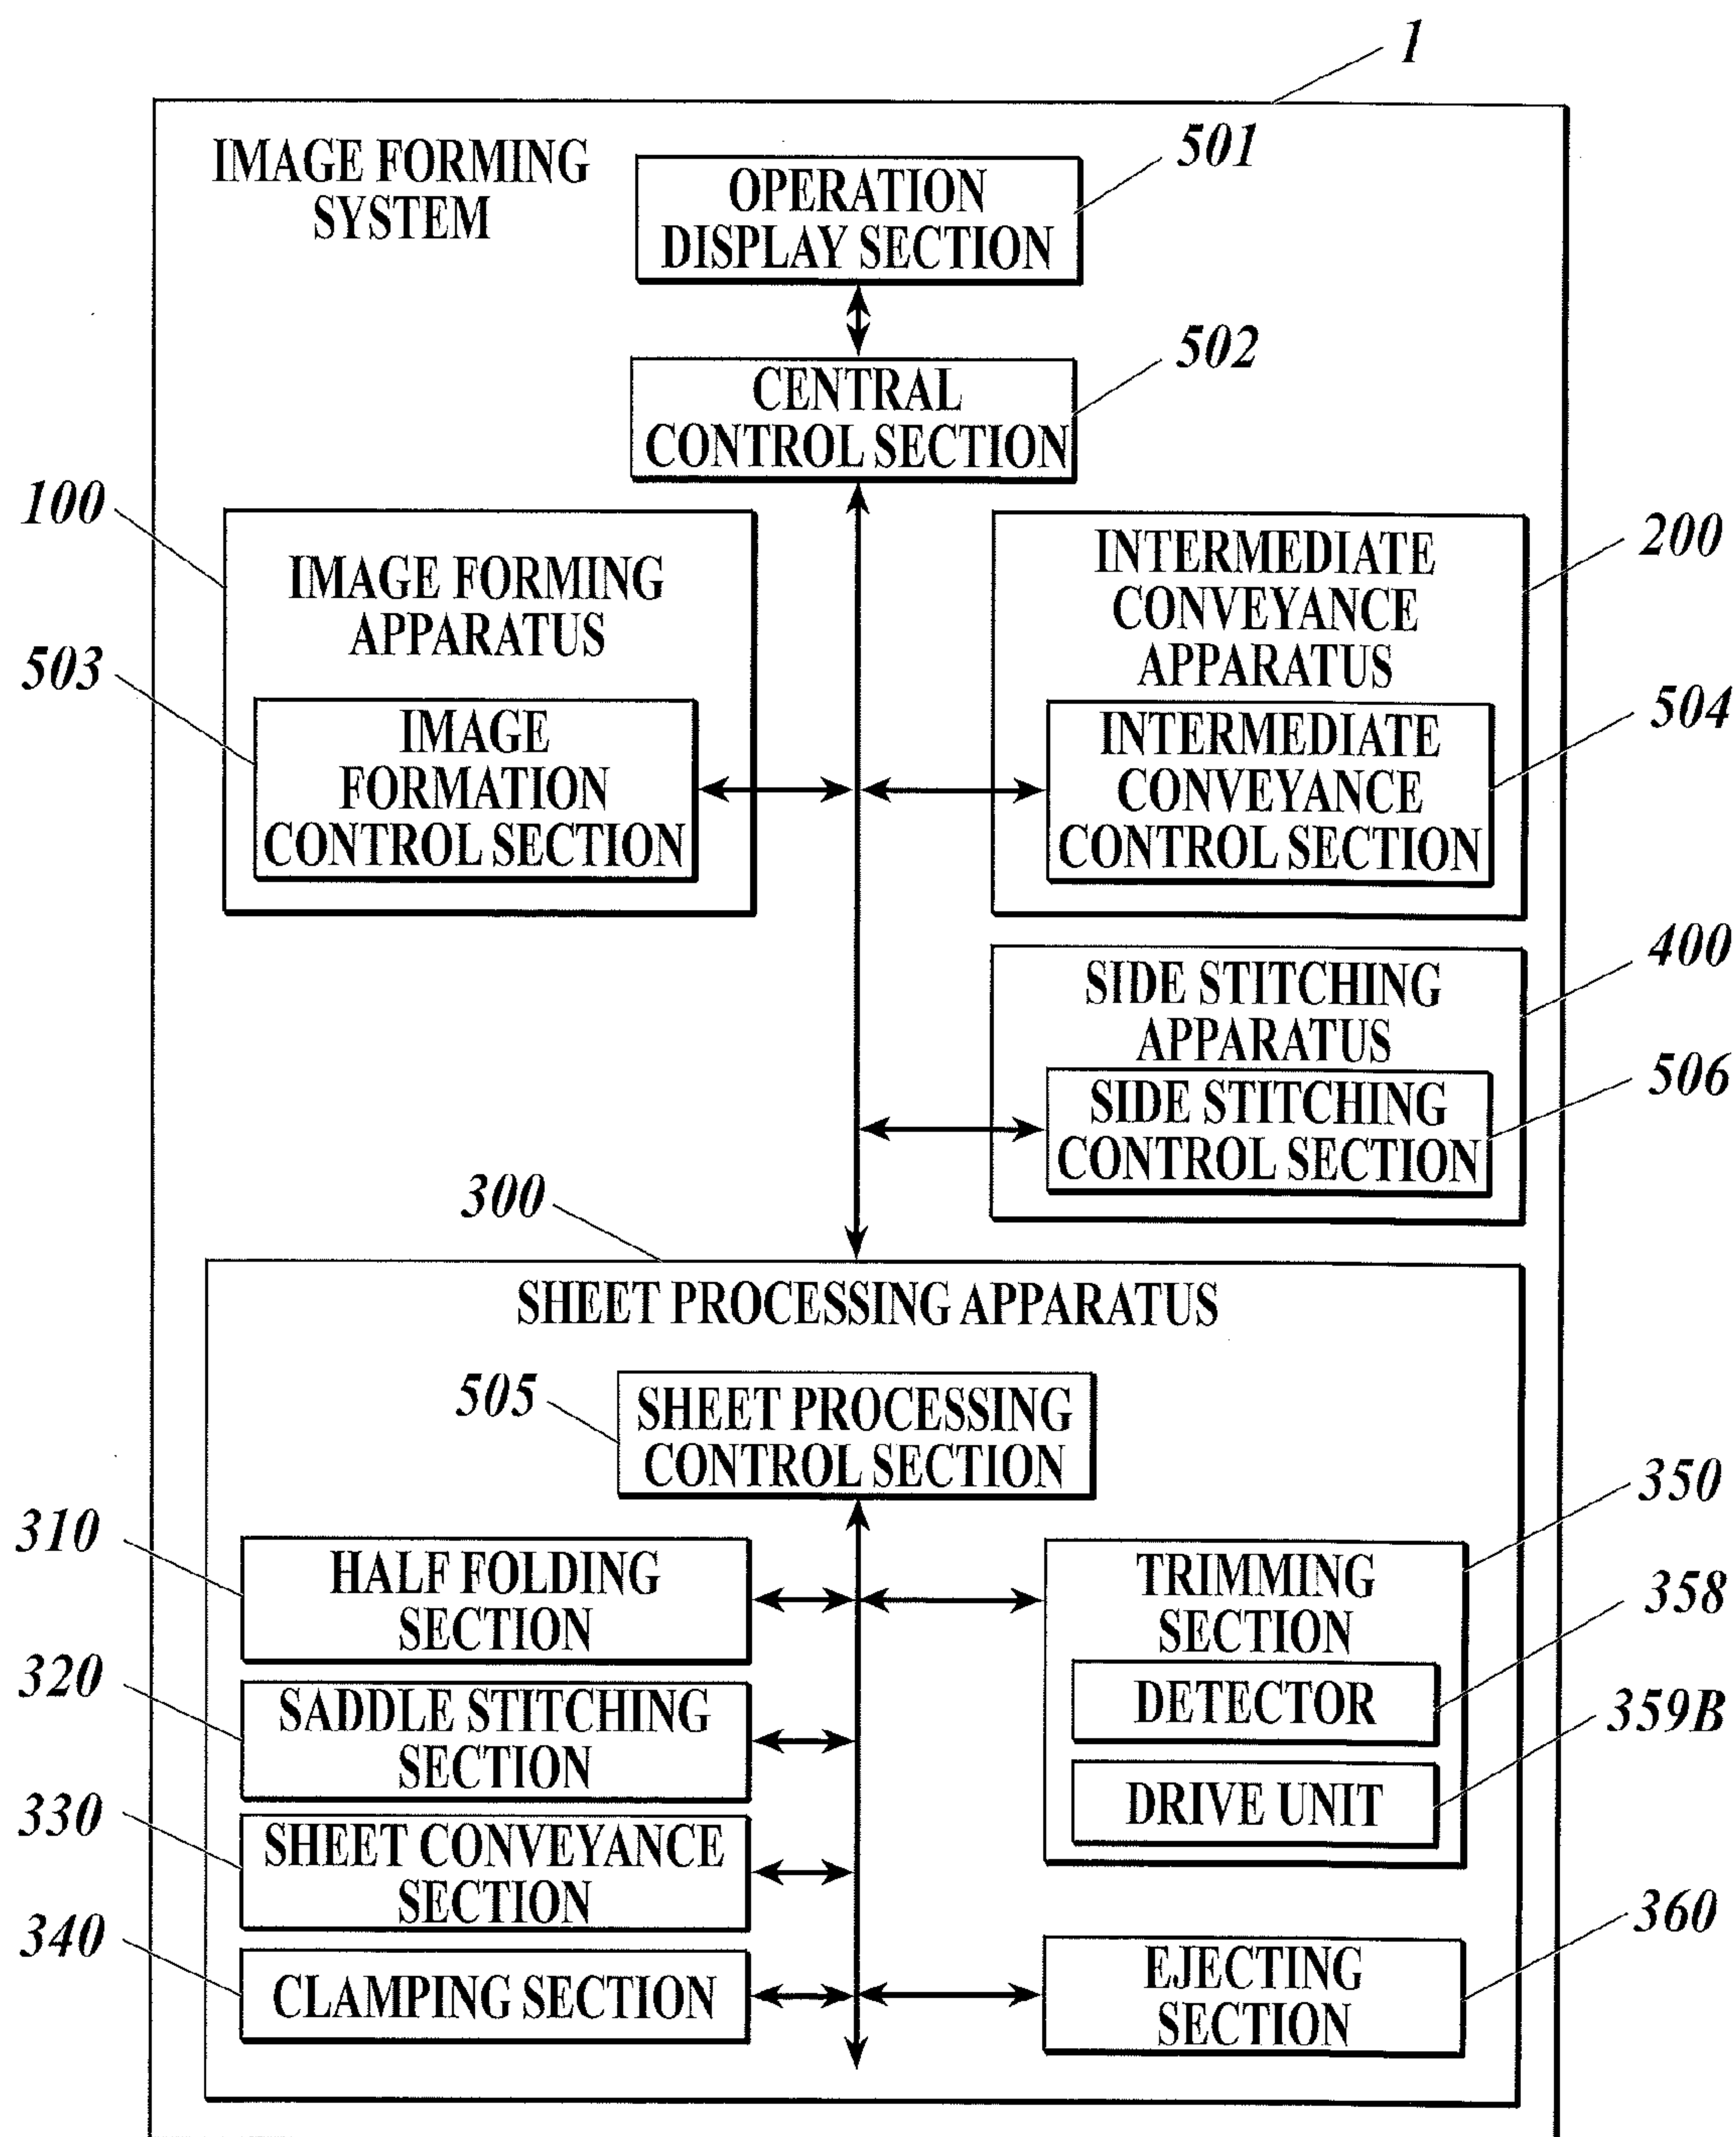 1
IMAGE FORMING
SYSTEM
501
OPERATION
DISPLAY SECTION
502
CENTRAL
CONTROL SECTION
100
IMAGE FORMING
APPARATUS
503
IMAGE
FORMATION
CONTROL SECTION
200
INTERMEDIATE
CONVEYANCE
APPARATUS
504
INTERMEDIATE
CONVEYANCE
CONTROL SECTION
400
SIDE STITCHING
APPARATUS
506
SIDE STITCHING
CONTROL SECTION
300
SHEET PROCESSING APPARATUS
505
SHEET PROCESSING
CONTROL SECTION
310
HALF FOLDING
SECTION
320
SADDLE STITCHING
SECTION
330
SHEET CONVEYANCE
SECTION
340
CLAMPING SECTION
350
TRIMMING
SECTION
358
DETECTOR
359B
DRIVE UNIT
360
EJECTING
SECTION